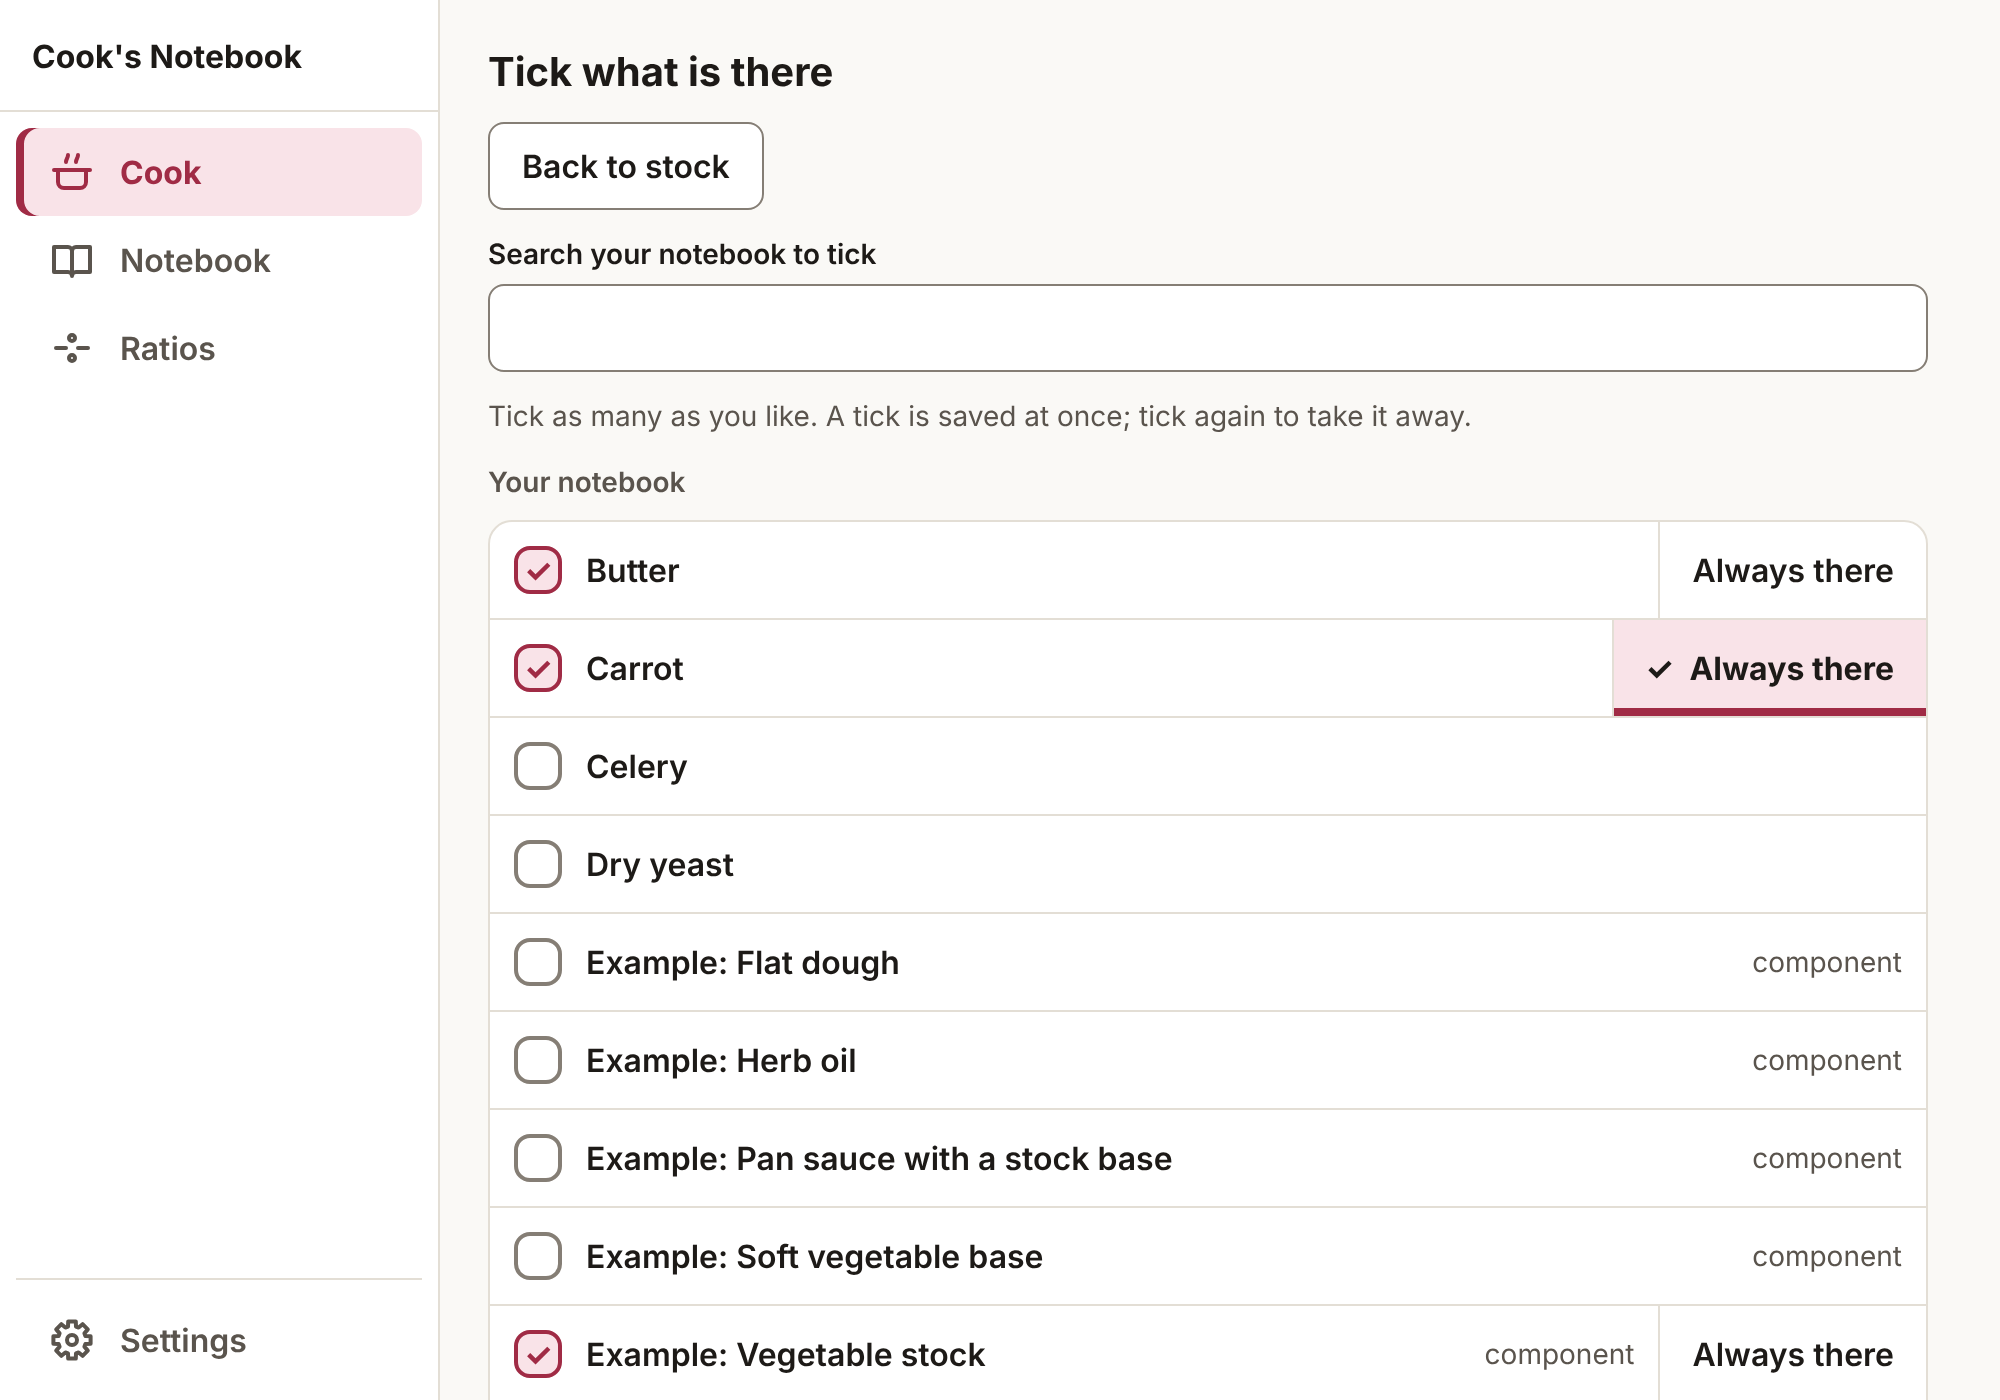 Cook's Notebook
Cook
Notebook
Ratios
Settings
Tick what is there
Back to stock
Search your notebook to tick
Tick as many as you like. A tick is saved at once; tick again to take it away.
Your notebook
Butter Always there
Carrot Always there
Celery
Dry yeast
Example: Flat dough component
Example: Herb oil component
Example: Pan sauce with a stock base component
Example: Soft vegetable base component
Example: Vegetable stock component Always there